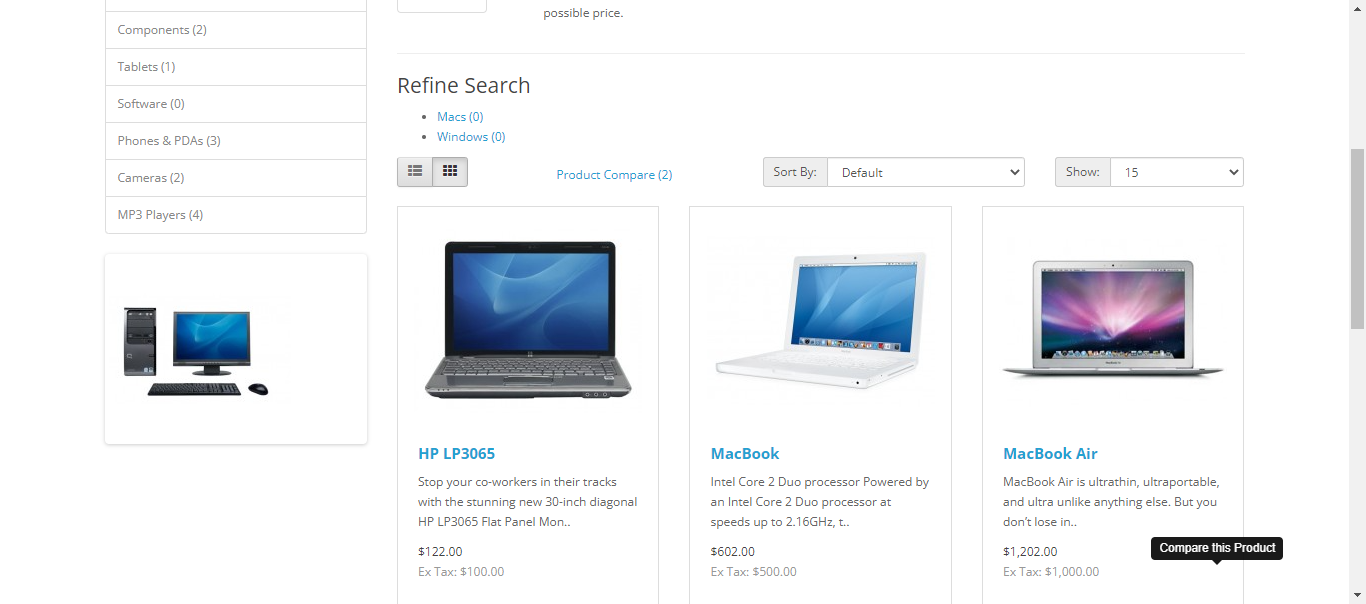 possible price.
Components (2)
Tablets (1)
Software (0)
Phones & PDAs (3)
Cameras (2)
MP3 Players (4)
Refine Search
Macs (0)
Windows (0)
Product Compare (2)
Sort By:
Default
Show:
15
HP LP3065
Stop your co-workers in their tracks
with the stunning new 30-inch diagonal
HP LP3065 Flat Panel Mon..
$122.00
Ex Tax: $100.00
MacBook
Intel Core 2 Duo processor Powered by
an Intel Core 2 Duo processor at
speeds up to 2.16GHz, t..
$602.00
Ex Tax: $500.00
MacBook Air
MacBook Air is ultrathin, ultraportable,
and ultra unlike anything else. But you
don’t lose in..
$1,202.00
Ex Tax: $1,000.00
Compare this Product